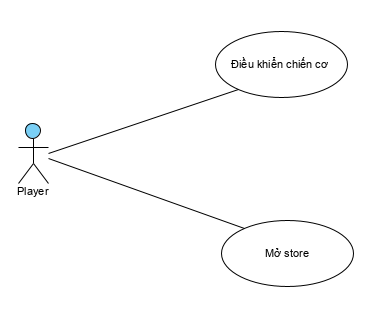 Điều khiển chiến cơ
Player
Mở store